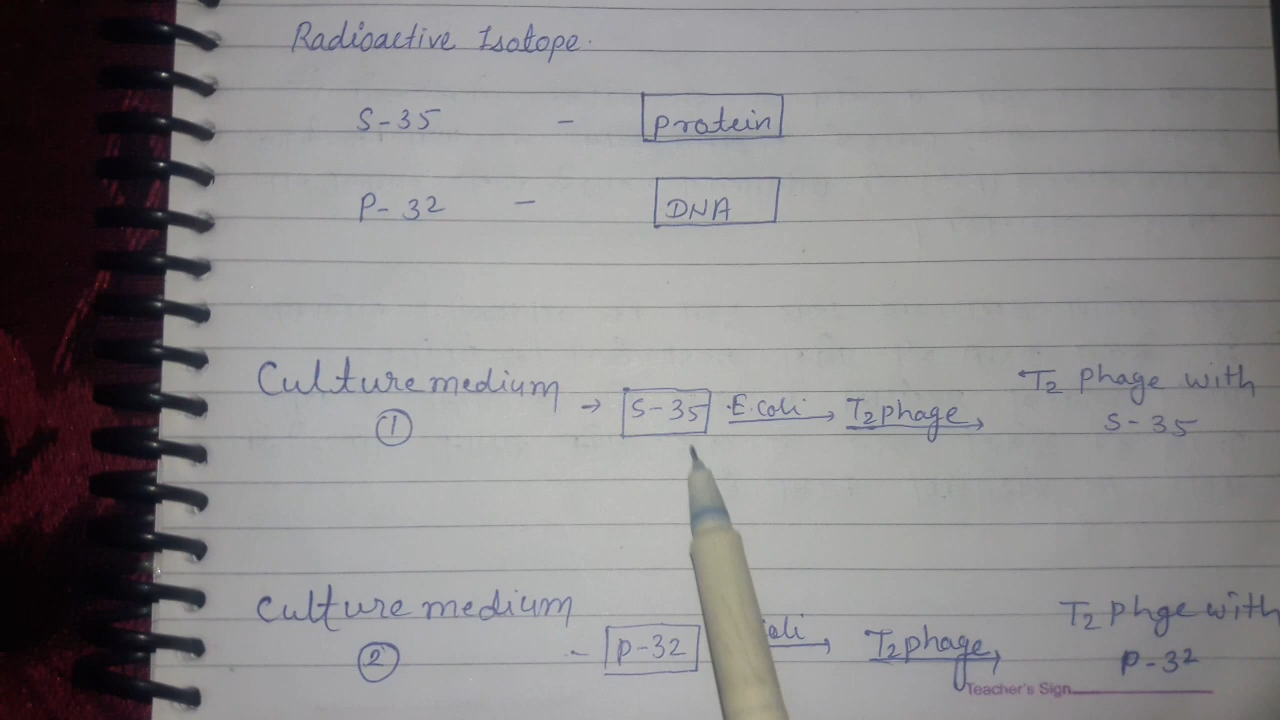 Radioactive Isotope.
S-35 - protein
P-32 - DNA
Culture medium → S-35 E.coli → T2 phage → T2 phage with
① S-35
Culture medium - P-32 coli → T2 phage → T2 phge with
② P-32
Teacher's Sign